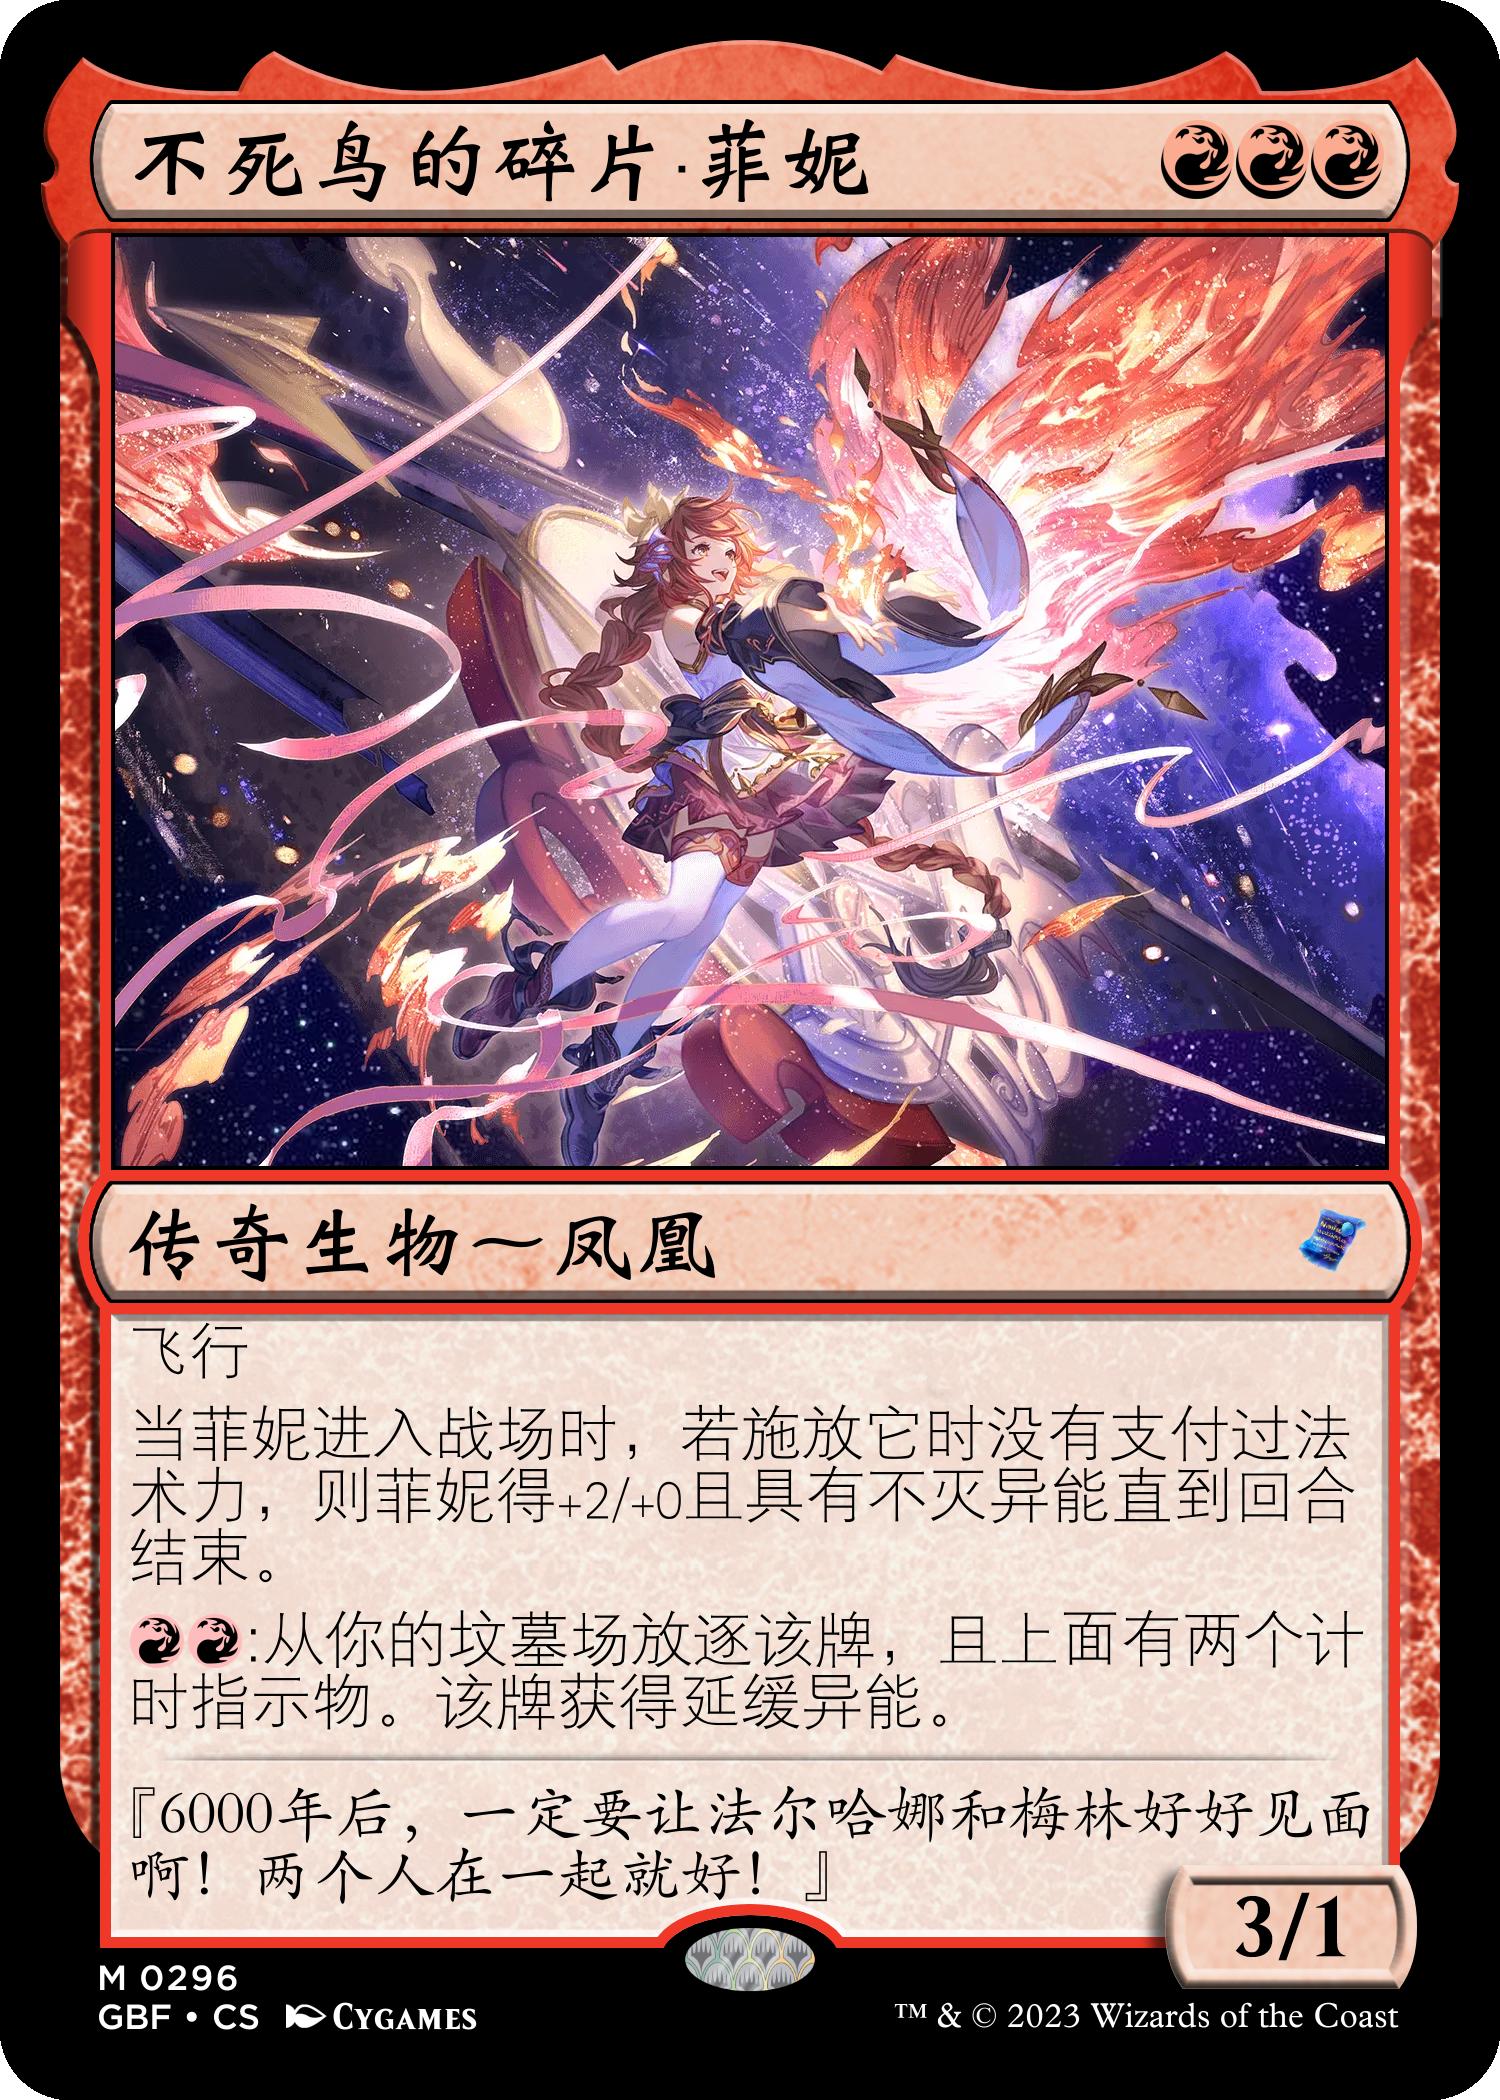 不死鸟的碎片·菲妮
传奇生物～凤凰
飞行
当菲妮进入战场时，若施放它时没有支付过法
术力，则菲妮得+2/+0且具有不灭异能直到回合
结束。
:从你的坟墓场放逐该牌，且上面有两个计
时指示物。该牌获得延缓异能。
『6000年后，一定要让法尔哈娜和梅林好好见面
啊！两个人在一起就好！』
3/1
M 0296
GBF • CS CYGAMES
™ & © 2023 Wizards of the Coast